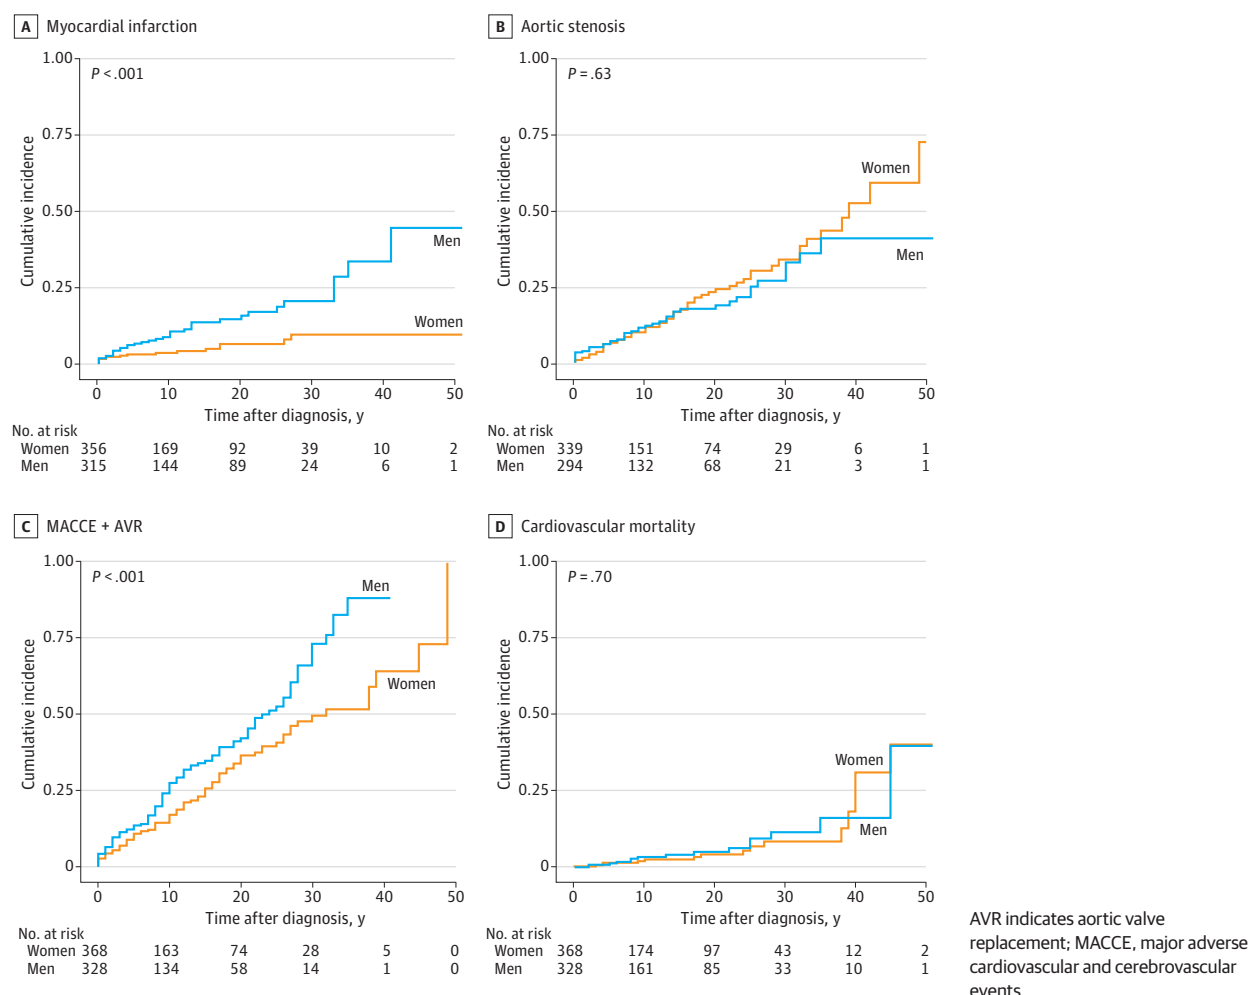 A Myocardial infarction
1.00
P < .001
0.75
0.50
0.25
0
Cumulative incidence
Men
Women
0 10 20 30 40 50
Time after diagnosis, y
No. at risk
Women 356 169 92 39 10 2
Men 315 144 89 24 6 1
B Aortic stenosis
1.00
P = .63
0.75
0.50
0.25
0
Cumulative incidence
Women
Men
0 10 20 30 40 50
Time after diagnosis, y
No. at risk
Women 339 151 74 29 6 1
Men 294 132 68 21 3 1
C MACCE + AVR
1.00
P < .001
0.75
0.50
0.25
0
Cumulative incidence
Men
Women
0 10 20 30 40 50
Time after diagnosis, y
No. at risk
Women 368 163 74 28 5 0
Men 328 134 58 14 1 0
D Cardiovascular mortality
1.00
P = .70
0.75
0.50
0.25
0
Cumulative incidence
Women
Men
0 10 20 30 40 50
Time after diagnosis, y
No. at risk
Women 368 174 97 43 12 2
Men 328 161 85 33 10 1
AVR indicates aortic valve
replacement; MACCE, major adverse
cardiovascular and cerebrovascular
events